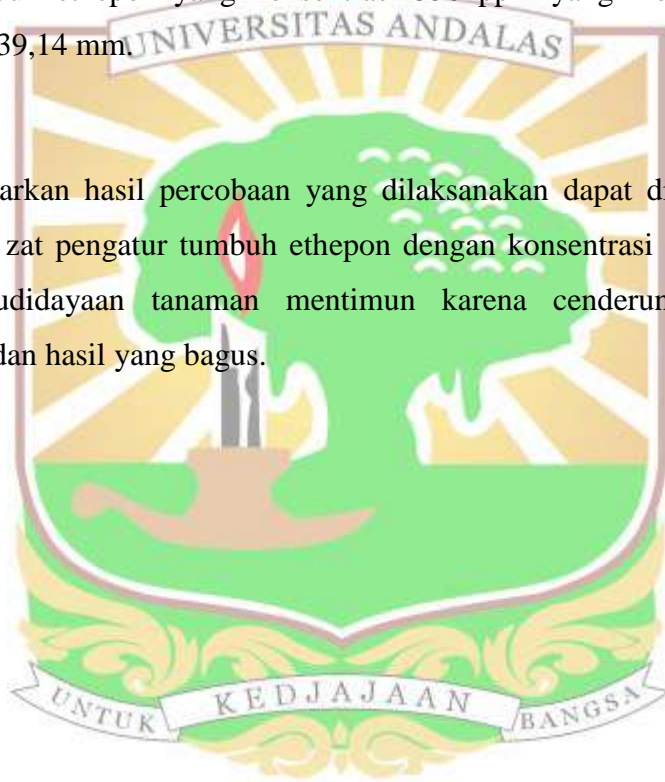 39,14 mm.
UNIVERSITAS ANDALAS
arkan hasil percobaan yang dilaksanakan dapat di
zat pengatur tumbuh ethepon dengan konsentrasi
udidayaan tanaman mentimun karena cenderun
dan hasil yang bagus.
UNTUK KEDJAJAAN BANGSA